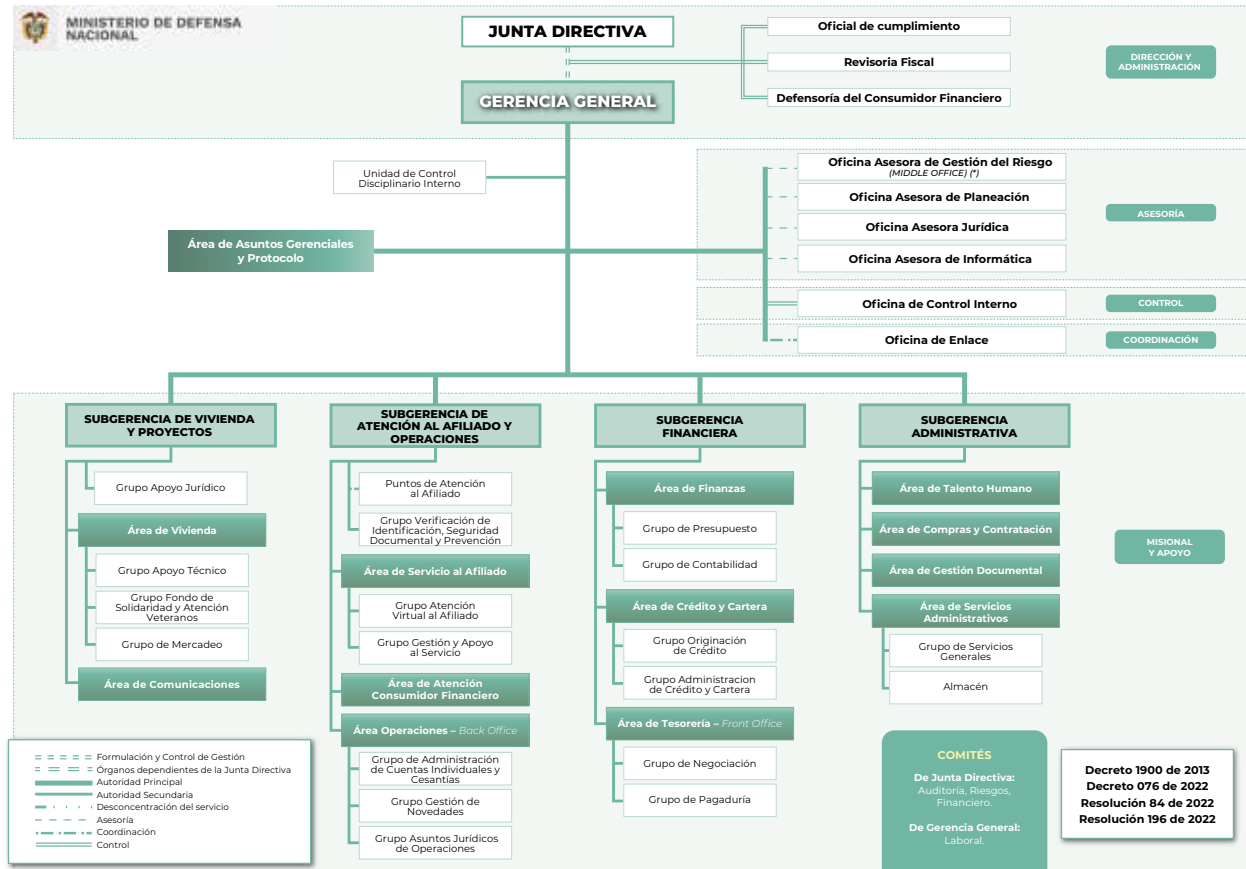 MINISTERIO DE DEFENSA
NACIONAL
JUNTA DIRECTIVA
GERENCIA GENERAL
Oficial de cumplimiento
Revisoria Fiscal
Defensoría del Consumidor Financiero
DIRECCIÓN Y
ADMINISTRACIÓN
Unidad de Control
Disciplinario Interno
Área de Asuntos Gerenciales
y Protocolo
Oficina Asesora de Gestión del Riesgo
(MIDDLE OFFICE) (*)
Oficina Asesora de Planeación
Oficina Asesora Jurídica
Oficina Asesora de Informática
ASESORÍA
Oficina de Control Interno
CONTROL
Oficina de Enlace
COORDINACIÓN
SUBGERENCIA DE VIVIENDA
Y PROYECTOS
Grupo Apoyo Jurídico
Área de Vivienda
Grupo Apoyo Técnico
Grupo Fondo de
Solidaridad y Atención
Veteranos
Grupo de Mercadeo
Área de Comunicaciones
SUBGERENCIA DE
ATENCIÓN AL AFILIADO Y
OPERACIONES
Puntos de Atención
al Afiliado
Grupo Verificación de
Identificación, Seguridad
Documental y Prevención
Área de Servicio al Afiliado
Grupo Atención
Virtual al Afiliado
Grupo Gestión y Apoyo
al Servicio
Área de Atención
Consumidor Financiero
Área Operaciones – Back Office
Grupo de Administración
de Cuentas Individuales y
Cesantías
Grupo Gestión de
Novedades
Grupo Asuntos Jurídicos
de Operaciones
SUBGERENCIA
FINANCIERA
Área de Finanzas
Grupo de Presupuesto
Grupo de Contabilidad
Área de Crédito y Cartera
Grupo Originación
de Crédito
Grupo Administracion
de Crédito y Cartera
Área de Tesorería – Front Office
Grupo de Negociación
Grupo de Pagaduría
SUBGERENCIA
ADMINISTRATIVA
Área de Talento Humano
Área de Compras y Contratación
Área de Gestión Documental
Área de Servicios
Administrativos
Grupo de Servicios
Generales
Almacén
MISIONAL
Y APOYO
Formulación y Control de Gestión
Órganos dependientes de la Junta Directiva
Autoridad Principal
Autoridad Secundaria
Desconcentración del servicio
Asesoría
Coordinación
Control
COMITÉS
De Junta Directiva:
Auditoría, Riesgos,
Financiero.
De Gerencia General:
Laboral.
Decreto 1900 de 2013
Decreto 076 de 2022
Resolución 84 de 2022
Resolución 196 de 2022